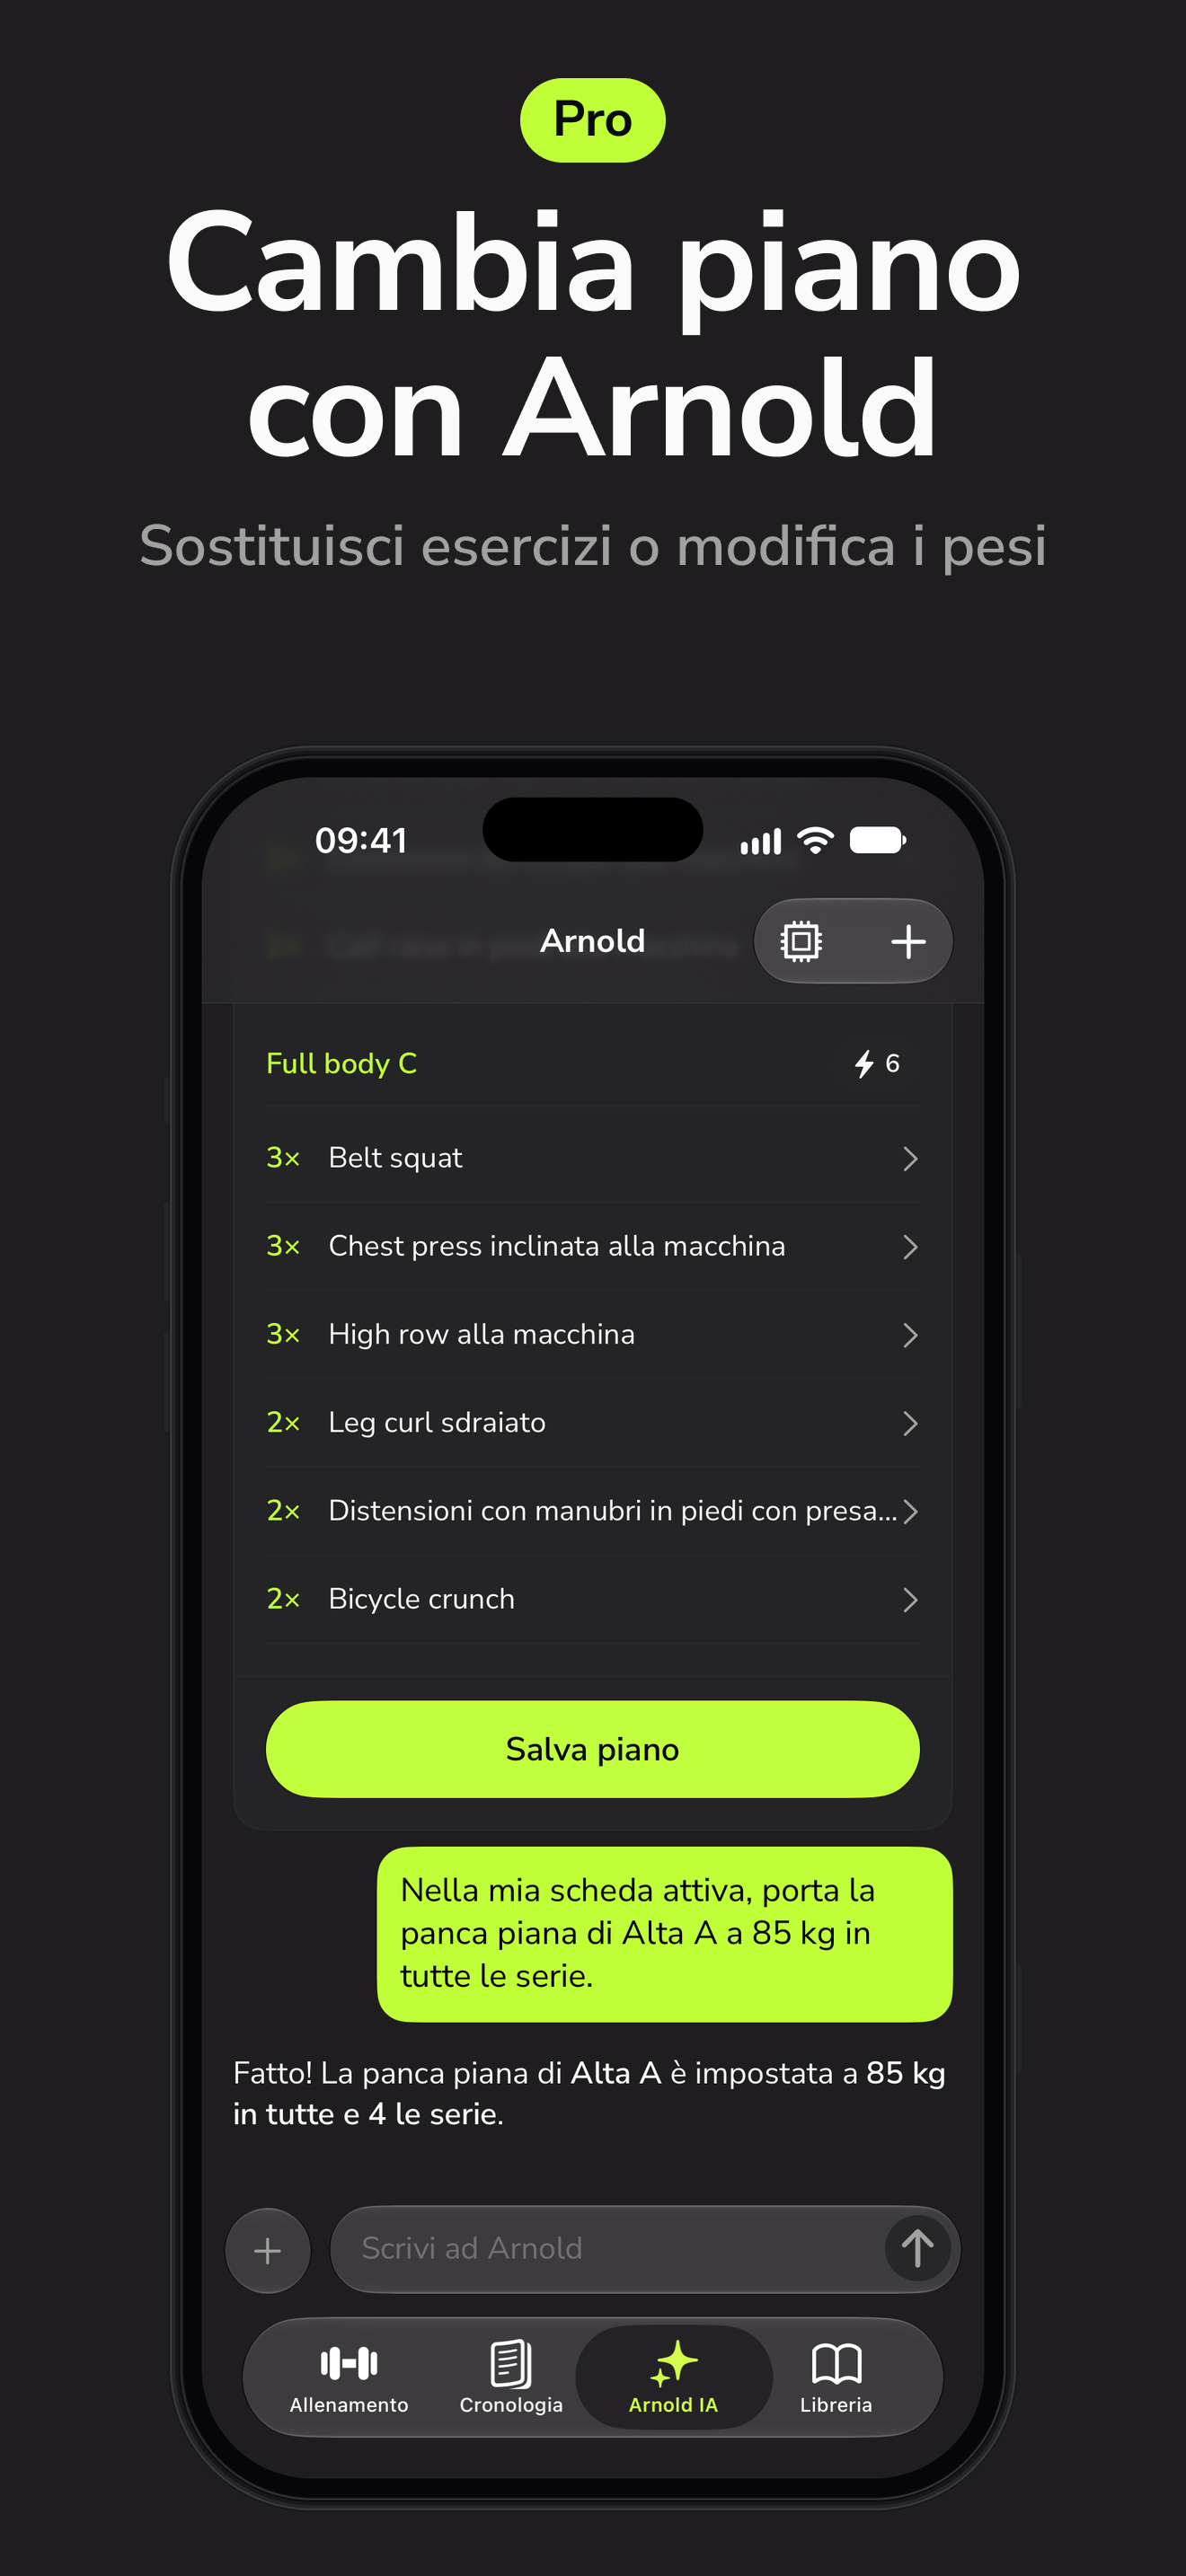 Pro
Cambia piano
con Arnold
Sostituisci esercizi o modifica i pesi
09:41
Arnold
Full body C
6
3× Belt squat
3× Chest press inclinata alla macchina
3× High row alla macchina
2× Leg curl sdraiato
2× Distensioni con manubri in piedi con presa...
2× Bicycle crunch
Salva piano
Nella mia scheda attiva, porta la
panca piana di Alta A a 85 kg in
tutte le serie.
Fatto! La panca piana di Alta A è impostata a 85 kg
in tutte e 4 le serie.
Scrivi ad Arnold
Allenamento
Cronologia
Arnold IA
Libreria